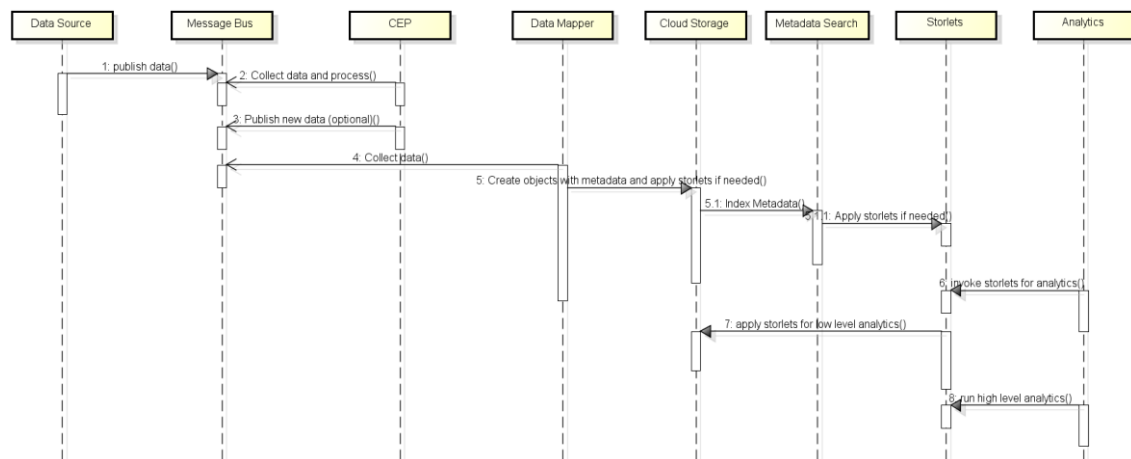 Data Source
Message Bus
CEP
Data Mapper
Cloud Storage
Metadata Search
Storlets
Analytics
1: publish data()
2: Collect data and process()
3: Publish new data (optional)()
4: Collect data()
5: Create objects with metadata and apply storlets if needed()
5.1: Index Metadata()
5.1.1: Apply storlets if needed()
6: invoke storlets for analytics()
7: apply storlets for low level analytics()
8: run high level analytics()